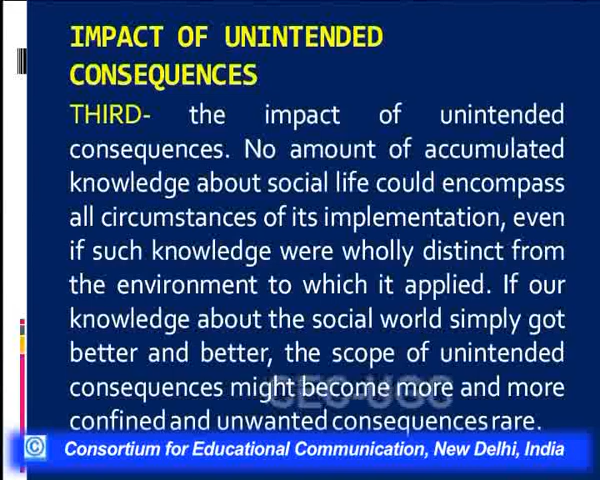 IMPACT OF UNINTENDED
CONSEQUENCES
THIRD- the impact of unintended
consequences. No amount of accumulated
knowledge about social life could encompass
all circumstances of its implementation, even
if such knowledge were wholly distinct from
the environment to which it applied. If our
knowledge about the social world simply got
better and better, the scope of unintended
consequences might become more and more
CEC-UGC
confined and unwanted consequences rare.
© Consortium for Educational Communication, New Delhi, India